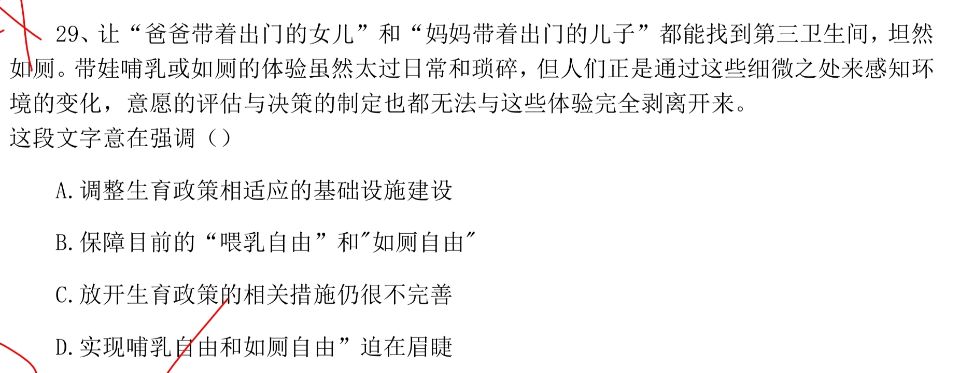 29、让“爸爸带着出门的女儿”和“妈妈带着出门的儿子”都能找到第三卫生间，坦然
如厕。带娃哺乳或如厕的体验虽然太过日常和琐碎，但人们正是通过这些细微之处来感知环
境的变化，意愿的评估与决策的制定也都无法与这些体验完全剥离开来。
这段文字意在强调（）
A.调整生育政策相适应的基础设施建设
B.保障目前的“喂乳自由”和"如厕自由"
C.放开生育政策的相关措施仍很不完善
D.实现哺乳自由和如厕自由”迫在眉睫